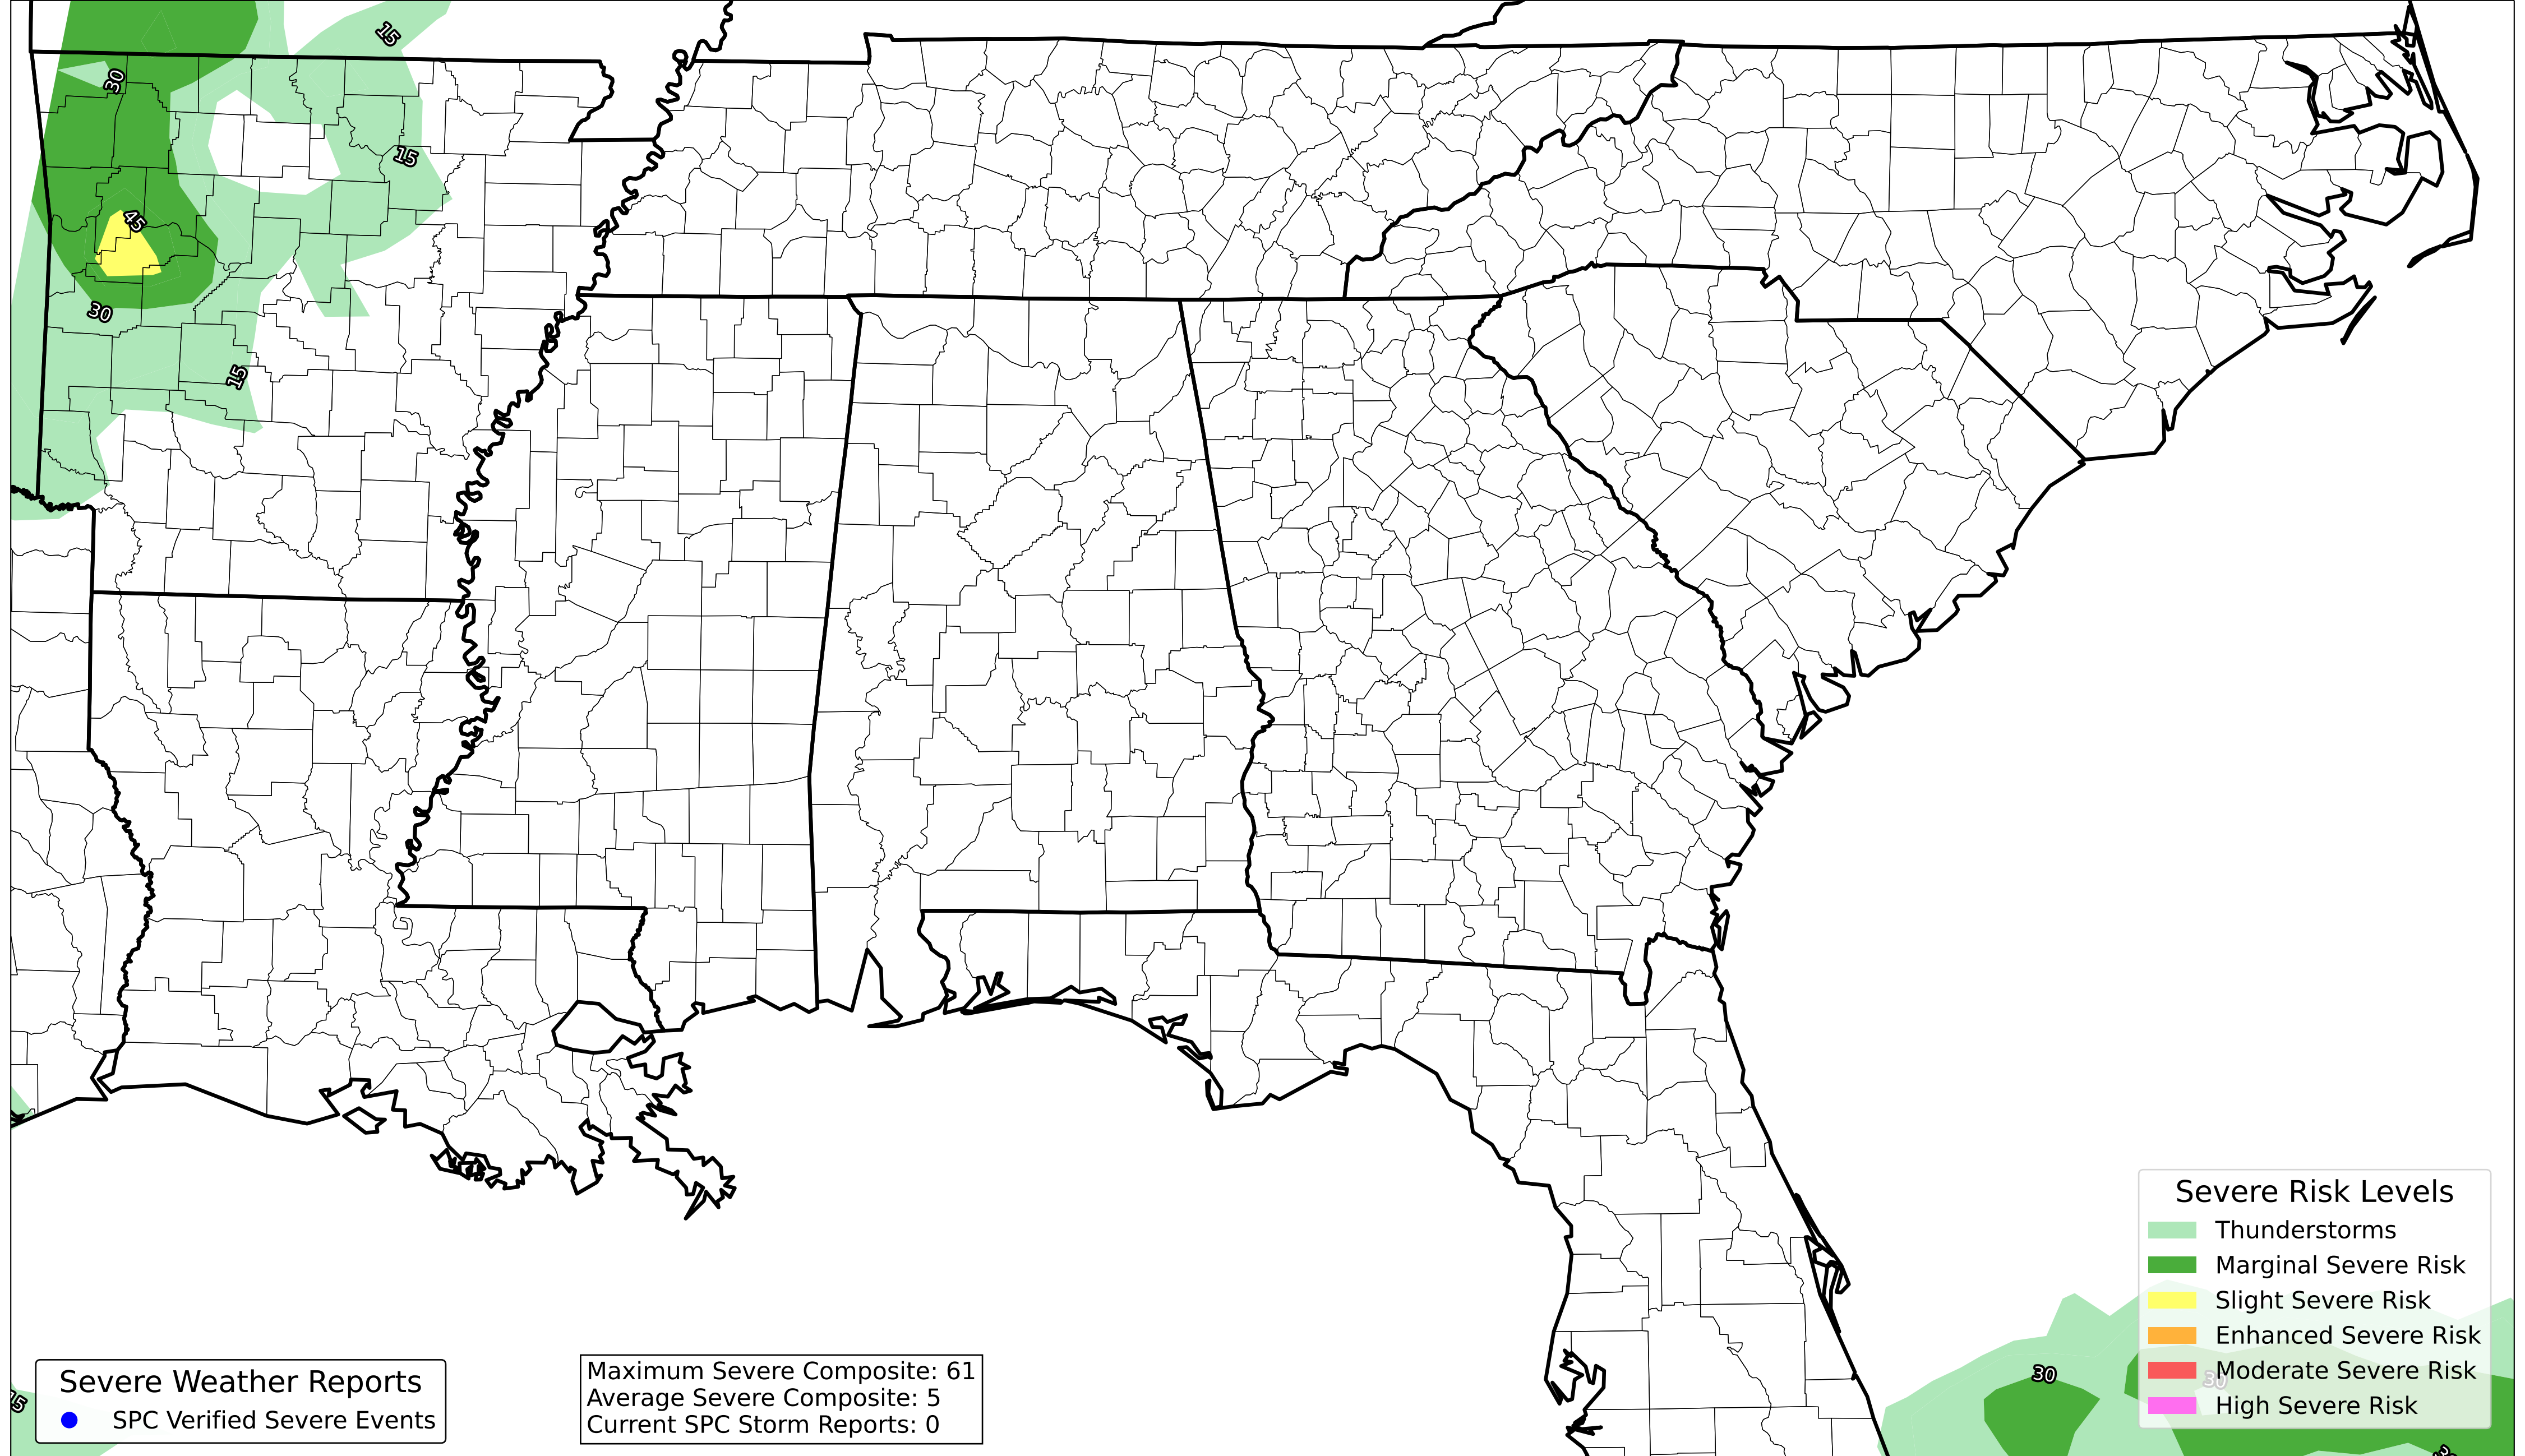 15
30
15
45
30
15
Severe Risk Levels
Thunderstorms
Marginal Severe Risk
Slight Severe Risk
Enhanced Severe Risk
Moderate Severe Risk
High Severe Risk
30
30
15
Severe Weather Reports
SPC Verified Severe Events
Maximum Severe Composite: 61
Average Severe Composite: 5
Current SPC Storm Reports: 0